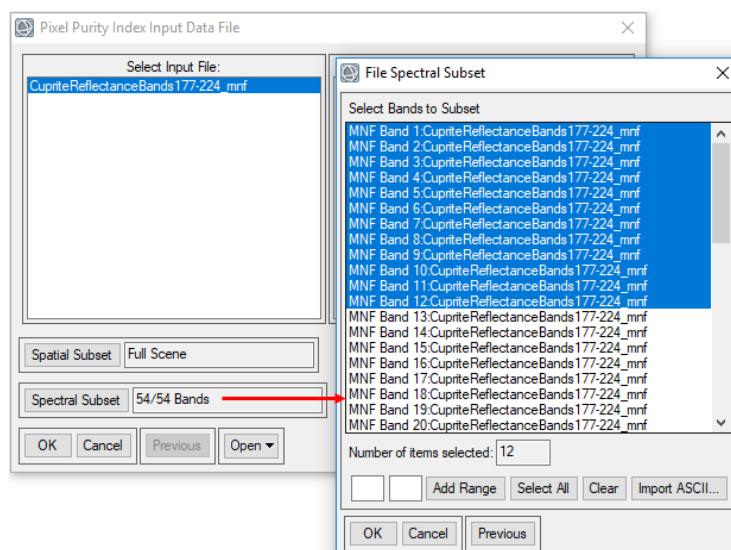 Pixel Purity Index Input Data File
Select Input File:
CupriteReflectanceBands177-224_mnf
Spatial Subset Full Scene
Spectral Subset 54/54 Bands
OK Cancel Previous Open
File Spectral Subset
Select Bands to Subset
MNF Band 1:CupriteReflectanceBands177-224_mnf
MNF Band 2:CupriteReflectanceBands177-224_mnf
MNF Band 3:CupriteReflectanceBands177-224_mnf
MNF Band 4:CupriteReflectanceBands177-224_mnf
MNF Band 5:CupriteReflectanceBands177-224_mnf
MNF Band 6:CupriteReflectanceBands177-224_mnf
MNF Band 7:CupriteReflectanceBands177-224_mnf
MNF Band 8:CupriteReflectanceBands177-224_mnf
MNF Band 9:CupriteReflectanceBands177-224_mnf
MNF Band 10:CupriteReflectanceBands177-224_mnf
MNF Band 11:CupriteReflectanceBands177-224_mnf
MNF Band 12:CupriteReflectanceBands177-224_mnf
MNF Band 13:CupriteReflectanceBands177-224_mnf
MNF Band 14:CupriteReflectanceBands177-224_mnf
MNF Band 15:CupriteReflectanceBands177-224_mnf
MNF Band 16:CupriteReflectanceBands177-224_mnf
MNF Band 17:CupriteReflectanceBands177-224_mnf
MNF Band 18:CupriteReflectanceBands177-224_mnf
MNF Band 19:CupriteReflectanceBands177-224_mnf
MNF Band 20:CupriteReflectanceBands177-224_mnf
Number of items selected: 12
Add Range Select All Clear Import ASCII...
OK Cancel Previous